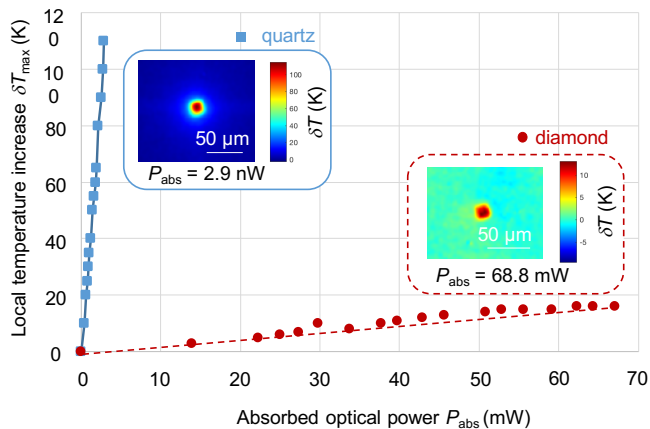 Local temperature increase δT_max (K)
12
0
10
0
80
60
40
20
0
0
10
20
30
40
50
60
70
Absorbed optical power P_abs (mW)
quartz
100
80
60
40
20
0
δT (K)
50 µm
P_abs = 2.9 nW
diamond
10
5
0
-5
δT (K)
50 µm
P_abs = 68.8 mW